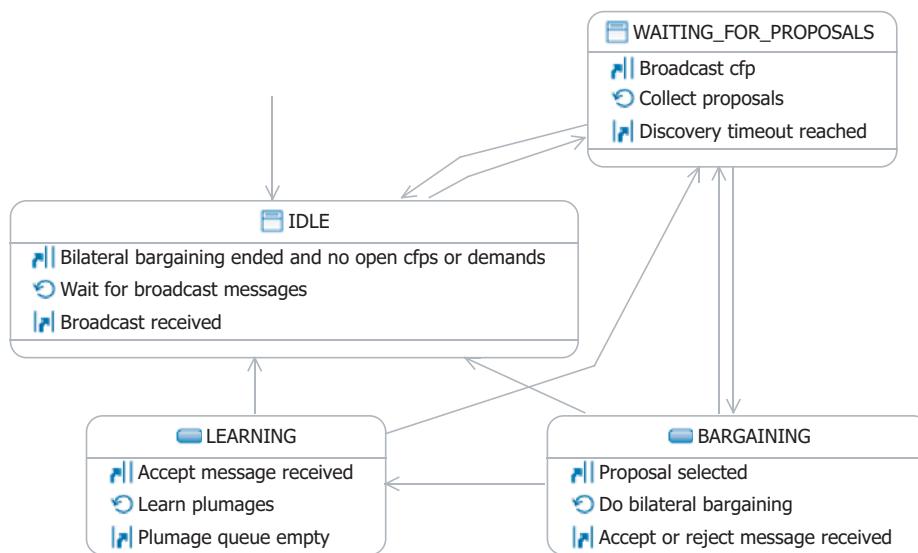 WAITING_FOR_PROPOSALS
Broadcast cfp
Collect proposals
Discovery timeout reached
IDLE
Bilateral bargaining ended and no open cfps or demands
Wait for broadcast messages
Broadcast received
LEARNING
Accept message received
Learn plumages
Plumage queue empty
BARGAINING
Proposal selected
Do bilateral bargaining
Accept or reject message received